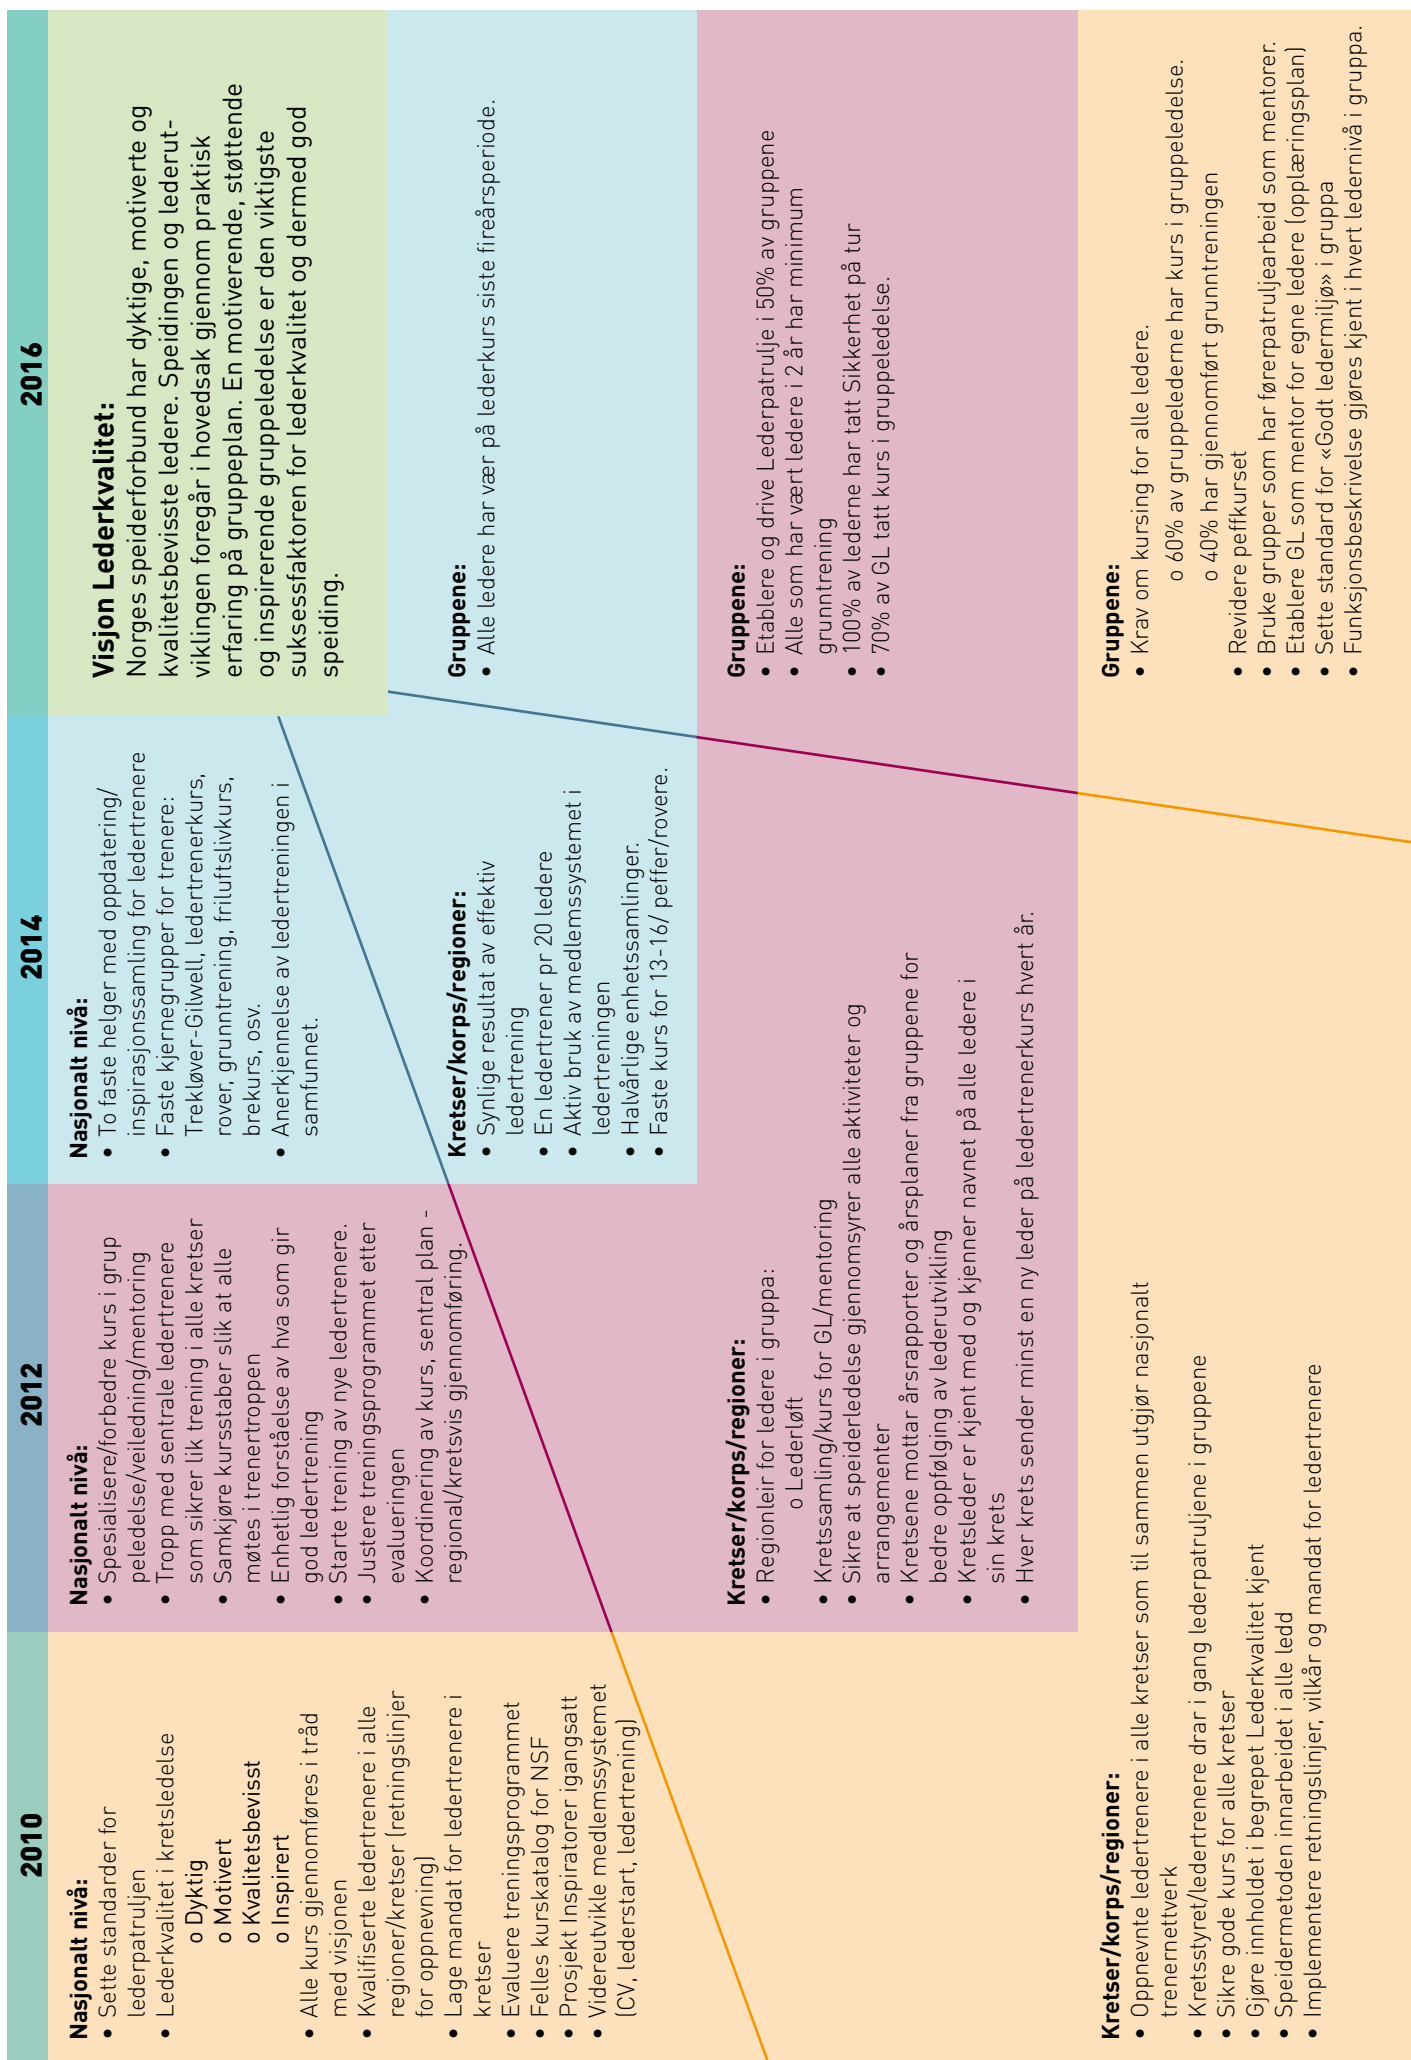 2010
2012
2014
2016
Nasjonalt nivå:
• Sette standarder for
lederpatruljen
• Lederkvalitet i kretsledelse
o Dyktig
o Motivert
o Kvalitetsbevisst
o Inspirert
• Alle kurs gjennomføres i tråd
med visjonen
• Kvalifiserte ledertrenere i alle
regioner/kretser (retningslinjer
for oppnevning)
• Lage mandat for ledertrenere i
kretser
• Evaluere treningsprogrammet
• Felles kurskatalog for NSF
• Prosjekt Inspiratorer igangsatt
• Videreutvikle medlemssystemet
(CV, lederstart, ledertrening)
Kretser/korps/regioner:
• Oppnevnte ledertrenere i alle kretser som til sammen utgjør nasjonalt
trenernettverk
• Kretsstyret/ledertrenere drar i gang lederpatruljene i gruppene
• Sikre gode kurs for alle kretser
• Gjøre innholdet i begrepet Lederkvalitet kjent
• Speidermetoden innarbeidet i alle ledd
• Implementere retningslinjer, vilkår og mandat for ledertrenere
Nasjonalt nivå:
• Spesialisere/forbedre kurs i grup
peledelse/veiledning/mentoring
• Tropp med sentrale ledertrenere
som sikrer lik trening i alle kretser
• Samkjøre kursstaber slik at alle
møtes i trenertroppen
• Enhetlig forståelse av hva som gir
god ledertrening
• Starte trening av nye ledertrenere.
• Justere treningsprogrammet etter
evalueringen
• Koordinering av kurs, sentral plan -
regional/kretsvis gjennomføring.
Kretser/korps/regioner:
• Regionleir for ledere i gruppa:
o Lederløft
• Kretssamling/kurs for GL/mentoring
• Sikre at speiderledelse gjennomsyrer alle aktiviteter og
arrangementer
• Kretsene mottar årsrapporter og årsplaner fra gruppene for
bedre oppfølging av lederutvikling
• Kretsleder er kjent med og kjenner navnet på alle ledere i
sin krets
• Hver krets sender minst en ny leder på ledertrenerkurs hvert år.
Nasjonalt nivå:
• To faste helger med oppdatering/
inspirasjonssamling for ledertrenere
• Faste kjernegrupper for trenere:
Trekløver-Gilwell, ledertrenerkurs,
rover, grunntrening, friluftslivkurs,
brekurs, osv.
• Anerkjennelse av ledertreningen i
samfunnet.
Kretser/korps/regioner:
• Synlige resultat av effektiv
ledertrening
• En ledertrener pr 20 ledere
• Aktiv bruk av medlemssystemet i
ledertreningen
• Halvårlige enhetssamlinger.
• Faste kurs for 13-16/ peffer/rovere.
Visjon Lederkvalitet:
Norges speiderforbund har dyktige, motiverte og
kvalitetsbevisste ledere. Speidingen og lederut-
viklingen foregår i hovedsak gjennom praktisk
erfaring på gruppeplan. En motiverende, støttende
og inspirerende gruppeledelse er den viktigste
suksessfaktoren for lederkvalitet og dermed god
speiding.
Gruppene:
• Alle ledere har vær på lederkurs siste fireårsperiode.
Gruppene:
• Etablere og drive Lederpatrulje i 50% av gruppene
• Alle som har vært ledere i 2 år har minimum
grunntrening
• 100% av lederne har tatt Sikkerhet på tur
• 70% av GL tatt kurs i gruppeledelse.
Gruppene:
• Krav om kursing for alle ledere.
o 60% av gruppelederne har kurs i gruppeledelse.
o 40% har gjennomført grunntreningen
• Revidere peffkurset
• Bruke grupper som har førerpatruljearbeid som mentorer.
• Etablere GL som mentor for egne ledere (opplæringsplan)
• Sette standard for «Godt ledermiljø» i gruppa
• Funksjonsbeskrivelse gjøres kjent i hvert ledernivå i gruppa.